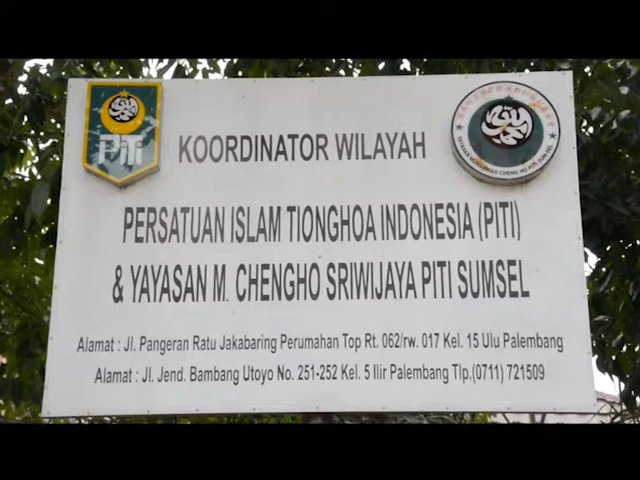 PiTi
KOORDINATOR WILAYAH
PERSATUAN ISLAM TIONGHOA INDONESIA (PITI)
& YAYASAN M. CHENGHO SRIWIJAYA PITI SUMSEL
Alamat : Jl. Pangeran Ratu Jakabaring Perumahan Top Rt. 062/rw. 017 Kel. 15 Ulu Palembang
Alamat : Jl. Jend. Bambang Utoyo No. 251-252 Kel. 5 Ilir Palembang Tlp.(0711) 721509